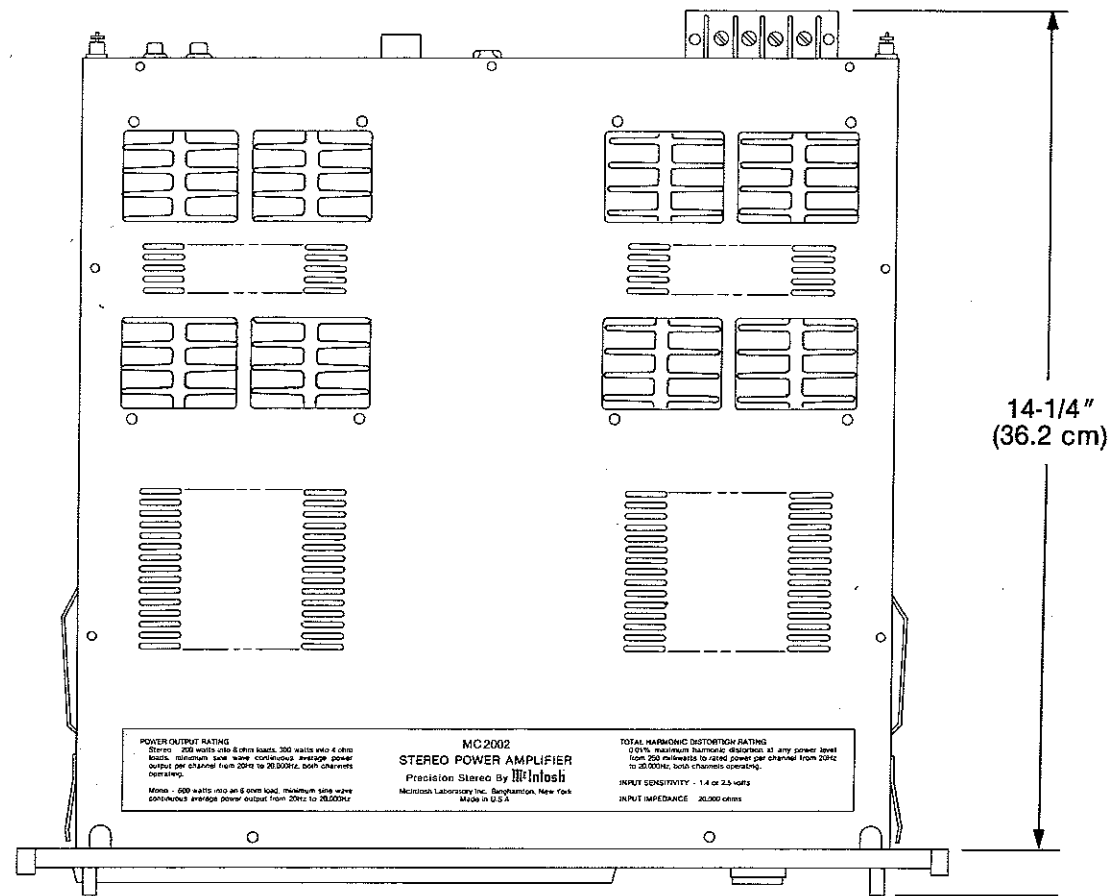 14-1/4"
(36.2 cm)
POWER OUTPUT RATING
Stereo 200 watts into 8 ohm loads, 300 watts into 4 ohm
loads, minimum sine wave continuous average power
output per channel from 20Hz to 20,000Hz, both channels
operating.
Mono - 600 watts into an 8 ohm load, minimum sine wave
continuous average power output from 20Hz to 20,000Hz
MC2002
STEREO POWER AMPLIFIER
Precision Stereo By McIntosh
McIntosh Laboratory Inc. Binghamton, New York
Made in U.S.A
TOTAL HARMONIC DISTORTION RATING
0.01% maximum harmonic distortion at any power level
from 250 milliwatts to rated power per channel from 20Hz
to 20,000Hz, both channels operating.
INPUT SENSITIVITY - 1.4 or 2.5 volts
INPUT IMPEDANCE 20,000 ohms